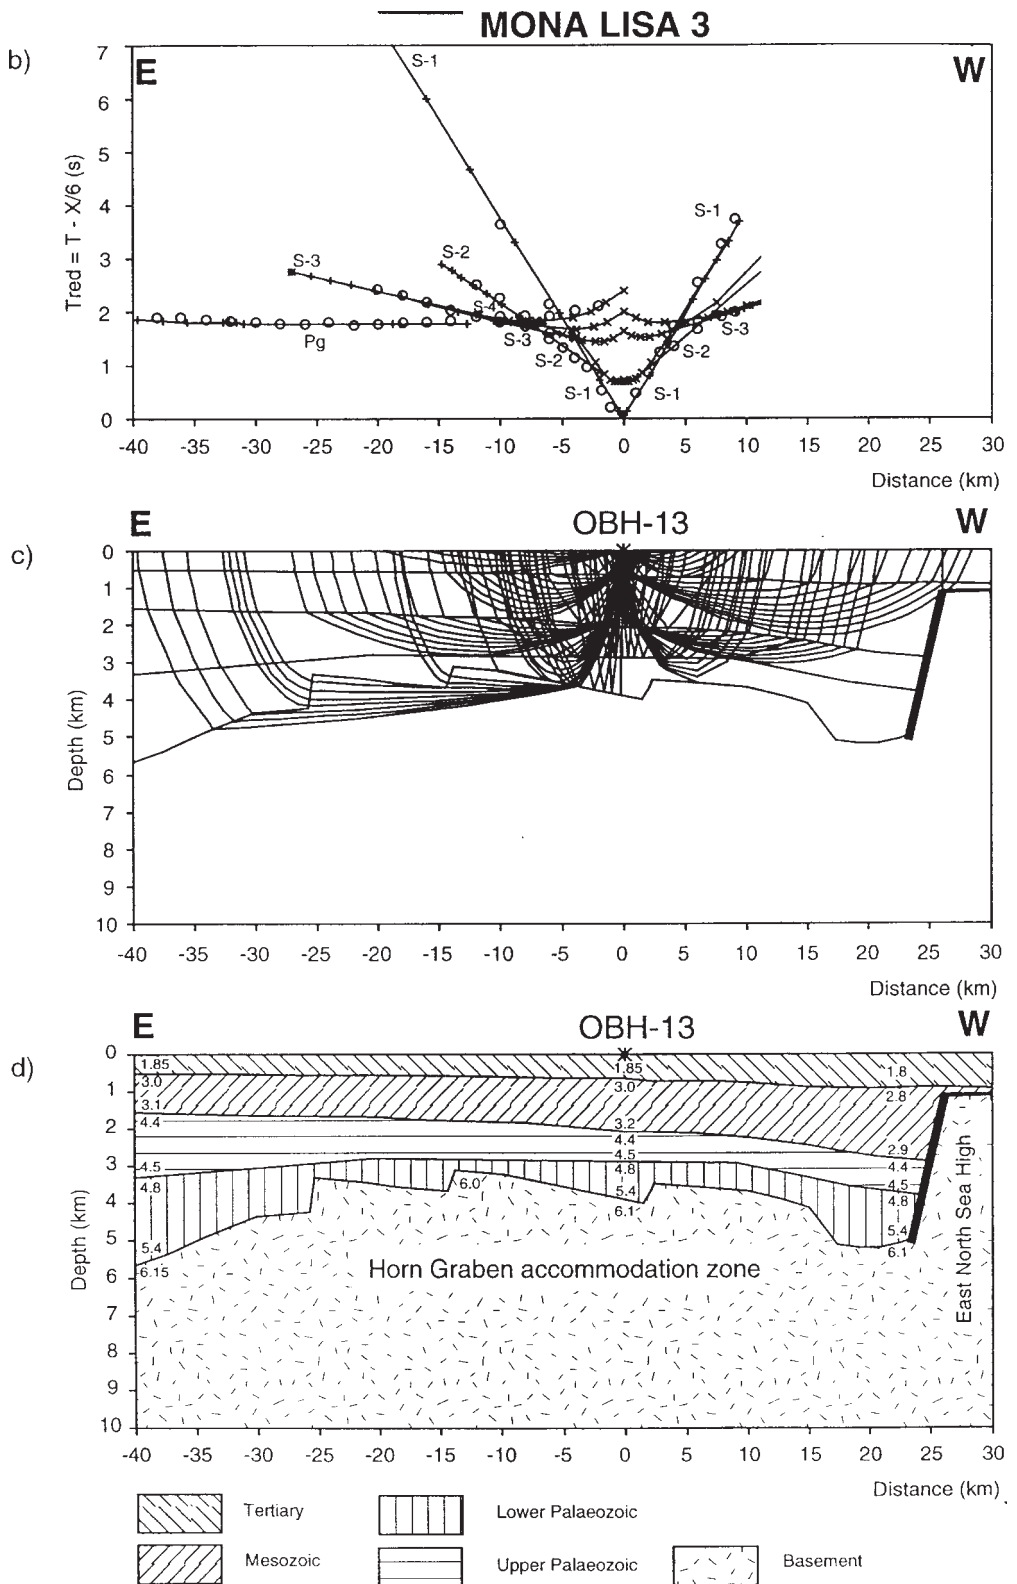 MONA LISA 3
b)
E
W
Tred = T - X/6 (s)
7
6
5
4
3
2
1
0
S-1
S-1
S-2
S-3
S-4
S-3
S-3
S-2
S-2
Pg
S-1
S-1
-40 -35 -30 -25 -20 -15 -10 -5 0 5 10 15 20 25 30
Distance (km)
E
OBH-13
W
c)
Depth (km)
0
1
2
3
4
5
6
7
8
9
10
-40 -35 -30 -25 -20 -15 -10 -5 0 5 10 15 20 25 30
Distance (km)
E
OBH-13
W
d)
Depth (km)
0
1
2
3
4
5
6
7
8
9
10
1.85 1.85 1.8
3.0 3.0 2.8
3.1 3.2 2.9
4.4 4.4 4.4
4.5 4.5 4.5
4.8 4.8 4.8
6.0
5.4 5.4 5.4
6.15 6.1 6.1
Horn Graben accommodation zone
East North Sea High
-40 -35 -30 -25 -20 -15 -10 -5 0 5 10 15 20 25 30
Distance (km)
Tertiary
Lower Palaeozoic
Mesozoic
Upper Palaeozoic
Basement